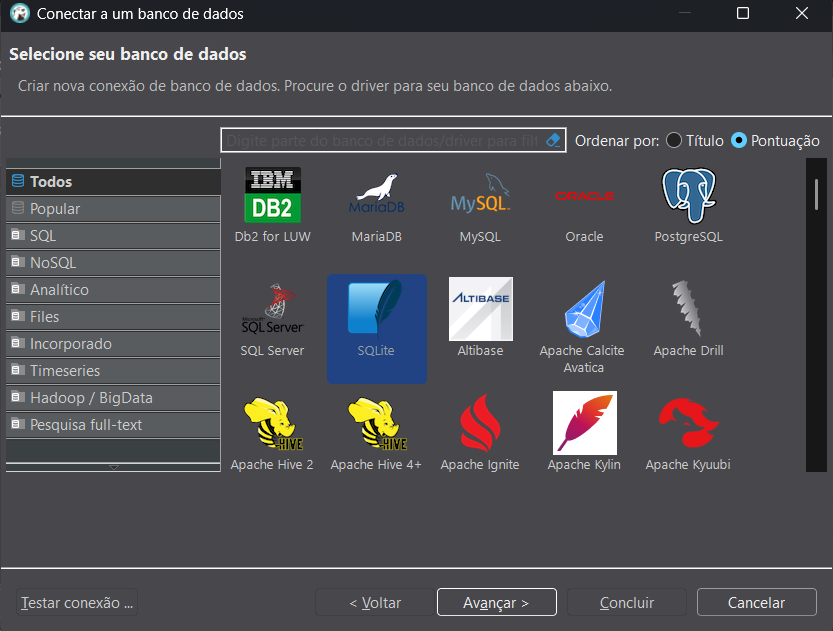 Conectar a um banco de dados
Selecione seu banco de dados
Criar nova conexão de banco de dados. Procure o driver para seu banco de dados abaixo.
Digite parte do banco de dados/driver para fill
Ordenar por: Título Pontuação
Todos
Popular
SQL
NoSQL
Analítico
Files
Incorporado
Timeseries
Hadoop / BigData
Pesquisa full-text
IBM
DB2
MariaDB
MySQL
ORACLE
Db2 for LUW
MariaDB
MySQL
Oracle
PostgreSQL
Microsoft
SQL Server
ALTIBASE
SQL Server
SQLite
Altibase
Apache Calcite
Avatica
Apache Drill
HIVE
HIVE
Apache Hive 2
Apache Hive 4+
Apache Ignite
Apache Kylin
Apache Kyuubi
Testar conexão ...
< Voltar
Avançar >
Concluir
Cancelar